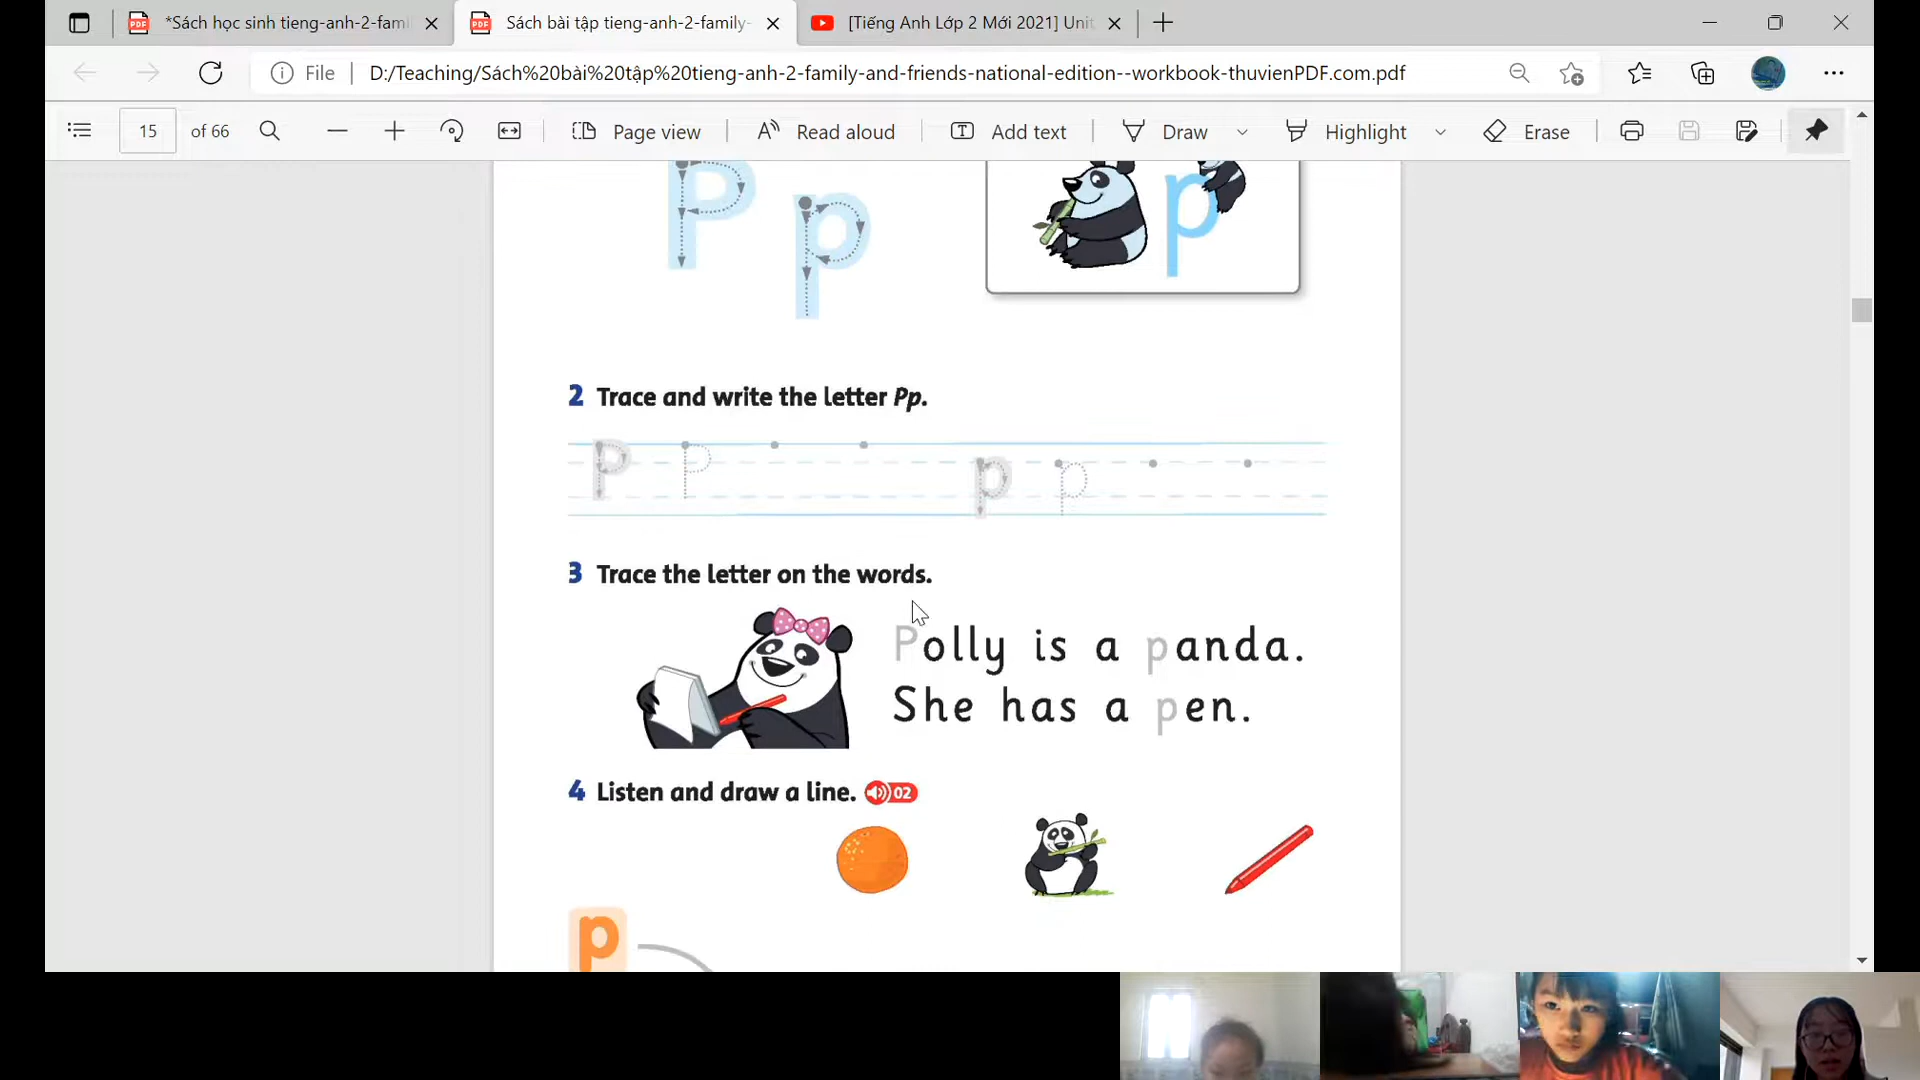 *Sách học sinh tieng-anh-2-fami
Sách bài tập tieng-anh-2-family-
[Tiếng Anh Lớp 2 Mới 2021] Unit
File
D:/Teaching/Sách%20bài%20tập%20tieng-anh-2-family-and-friends-national-edition--workbook-thuvienPDF.com.pdf
15 of 66
Page view
Read aloud
Add text
Draw
Highlight
Erase
P p
p
2 Trace and write the letter Pp.
P P p p
3 Trace the letter on the words.
Polly is a panda.
She has a pen.
4 Listen and draw a line. 02
p